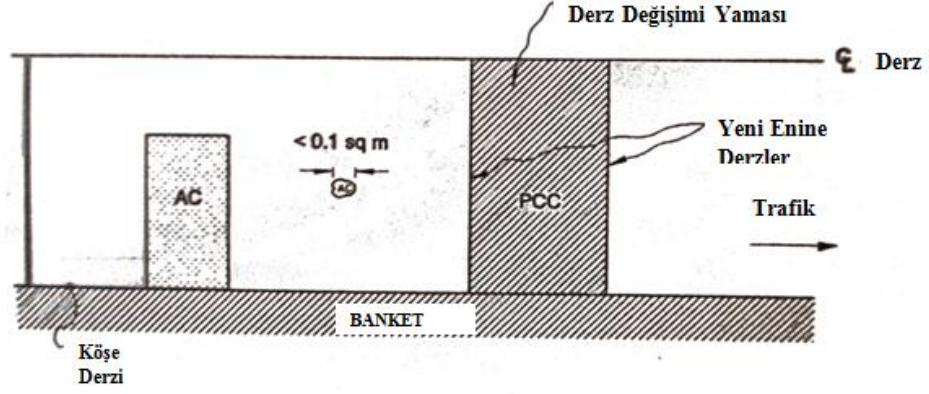 Derz Değişimi Yaması
℄ Derz
< 0.1 sq m
Yeni Enine
Derzler
AC
AC
PCC
Trafik
BANKET
Köşe
Derzi